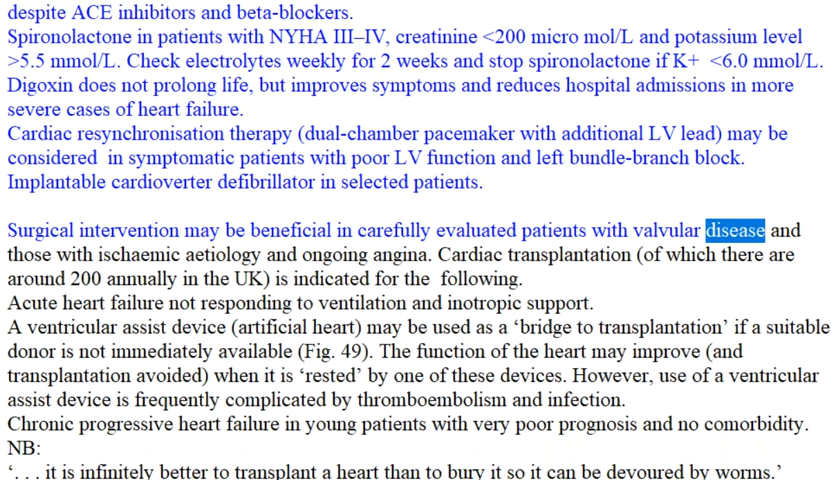 despite ACE inhibitors and beta-blockers.
Spironolactone in patients with NYHA III–IV, creatinine <200 micro mol/L and potassium level
>5.5 mmol/L. Check electrolytes weekly for 2 weeks and stop spironolactone if K+ <6.0 mmol/L.
Digoxin does not prolong life, but improves symptoms and reduces hospital admissions in more
severe cases of heart failure.
Cardiac resynchronisation therapy (dual-chamber pacemaker with additional LV lead) may be
considered in symptomatic patients with poor LV function and left bundle-branch block.
Implantable cardioverter defibrillator in selected patients.
Surgical intervention may be beneficial in carefully evaluated patients with valvular disease and
those with ischaemic aetiology and ongoing angina. Cardiac transplantation (of which there are
around 200 annually in the UK) is indicated for the following.
Acute heart failure not responding to ventilation and inotropic support.
A ventricular assist device (artificial heart) may be used as a ‘bridge to transplantation’ if a suitable
donor is not immediately available (Fig. 49). The function of the heart may improve (and
transplantation avoided) when it is ‘rested’ by one of these devices. However, use of a ventricular
assist device is frequently complicated by thromboembolism and infection.
Chronic progressive heart failure in young patients with very poor prognosis and no comorbidity.
NB:
‘. . . it is infinitely better to transplant a heart than to bury it so it can be devoured by worms.’